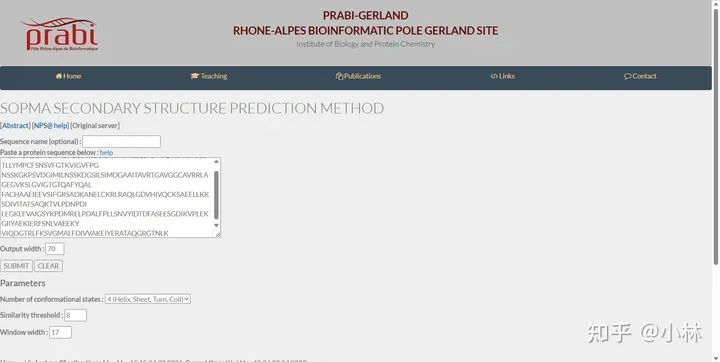 prabi
Pôle Rhône-Alpes de Bioinformatique
PRABI-GERLAND
RHONE-ALPES BIOINFORMATIC POLE GERLAND SITE
Institute of Biology and Protein Chemistry
Home Teaching Publications Links Contact
SOPMA SECONDARY STRUCTURE PREDICTION METHOD
[Abstract] [NPS@ help] [Original server]
Sequence name (optional) :
Paste a protein sequence below : help
TLLYMPCFSNSVFGTKVIGVFPG
NSSKGKPSVDGIMILNSSKDGSILSIMDGAAITAVRTGAVGGCAVRRLA
GEGVKSLGVIGTGTQAFYQAL
FACHAAEIEEVSIFGRSADKANELCKRLRAQLGDVHIVQCKSAEELLKK
SDIVITATSAQKTVLPDNPDI
LEGKLFVAIGSYKPDMRELPDALFPLLSNVYIDTDFASEESGDIKVPLEK
GIIYAEKIERFSNLVAEEKY
VIQDGTRLFKSVGMALFDIVVAKEIYERATAQGRGTNLK
Output width : 70
SUBMIT CLEAR
Parameters
Number of conformational states : 4 (Helix, Sheet, Turn, Coil)
Similarity threshold : 8
Window width : 17
知乎 @小林